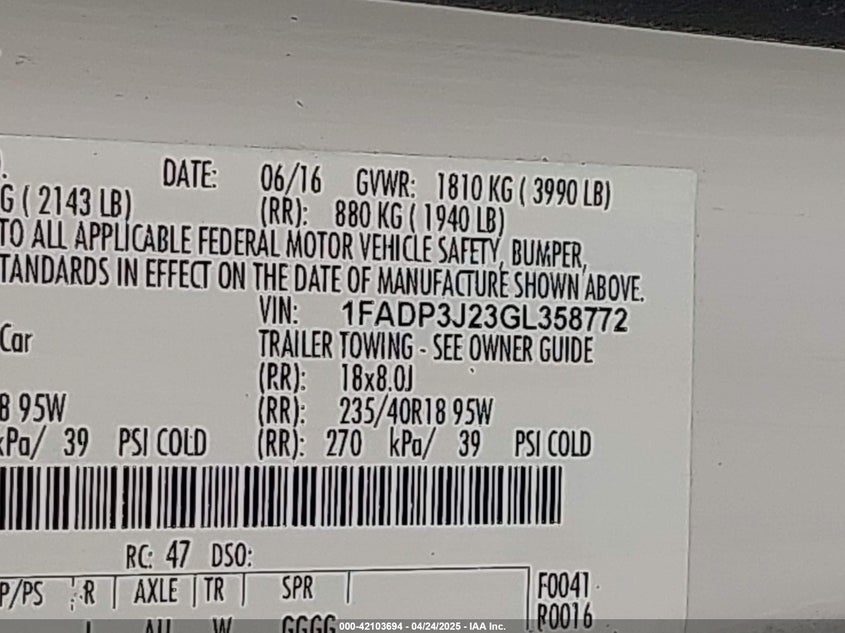 DATE: 06/16 GVWR: 1810 KG ( 3990 LB)
G ( 2143 LB) (RR): 880 KG ( 1940 LB)
TO ALL APPLICABLE FEDERAL MOTOR VEHICLE SAFETY, BUMPER,
TANDARDS IN EFFECT ON THE DATE OF MANUFACTURE SHOWN ABOVE.
VIN: 1FADP3J23GL358772
Car TRAILER TOWING - SEE OWNER GUIDE
(RR): 18x8.0J
8 95W (RR): 235/40R18 95W
kPa/ 39 PSI COLD (RR): 270 kPa/ 39 PSI COLD
RC: 47 DSO:
P/PS R AXLE TR SPR F0041
R0016
GGGG
000-42103694 - 04/24/2025 - IAA Inc.